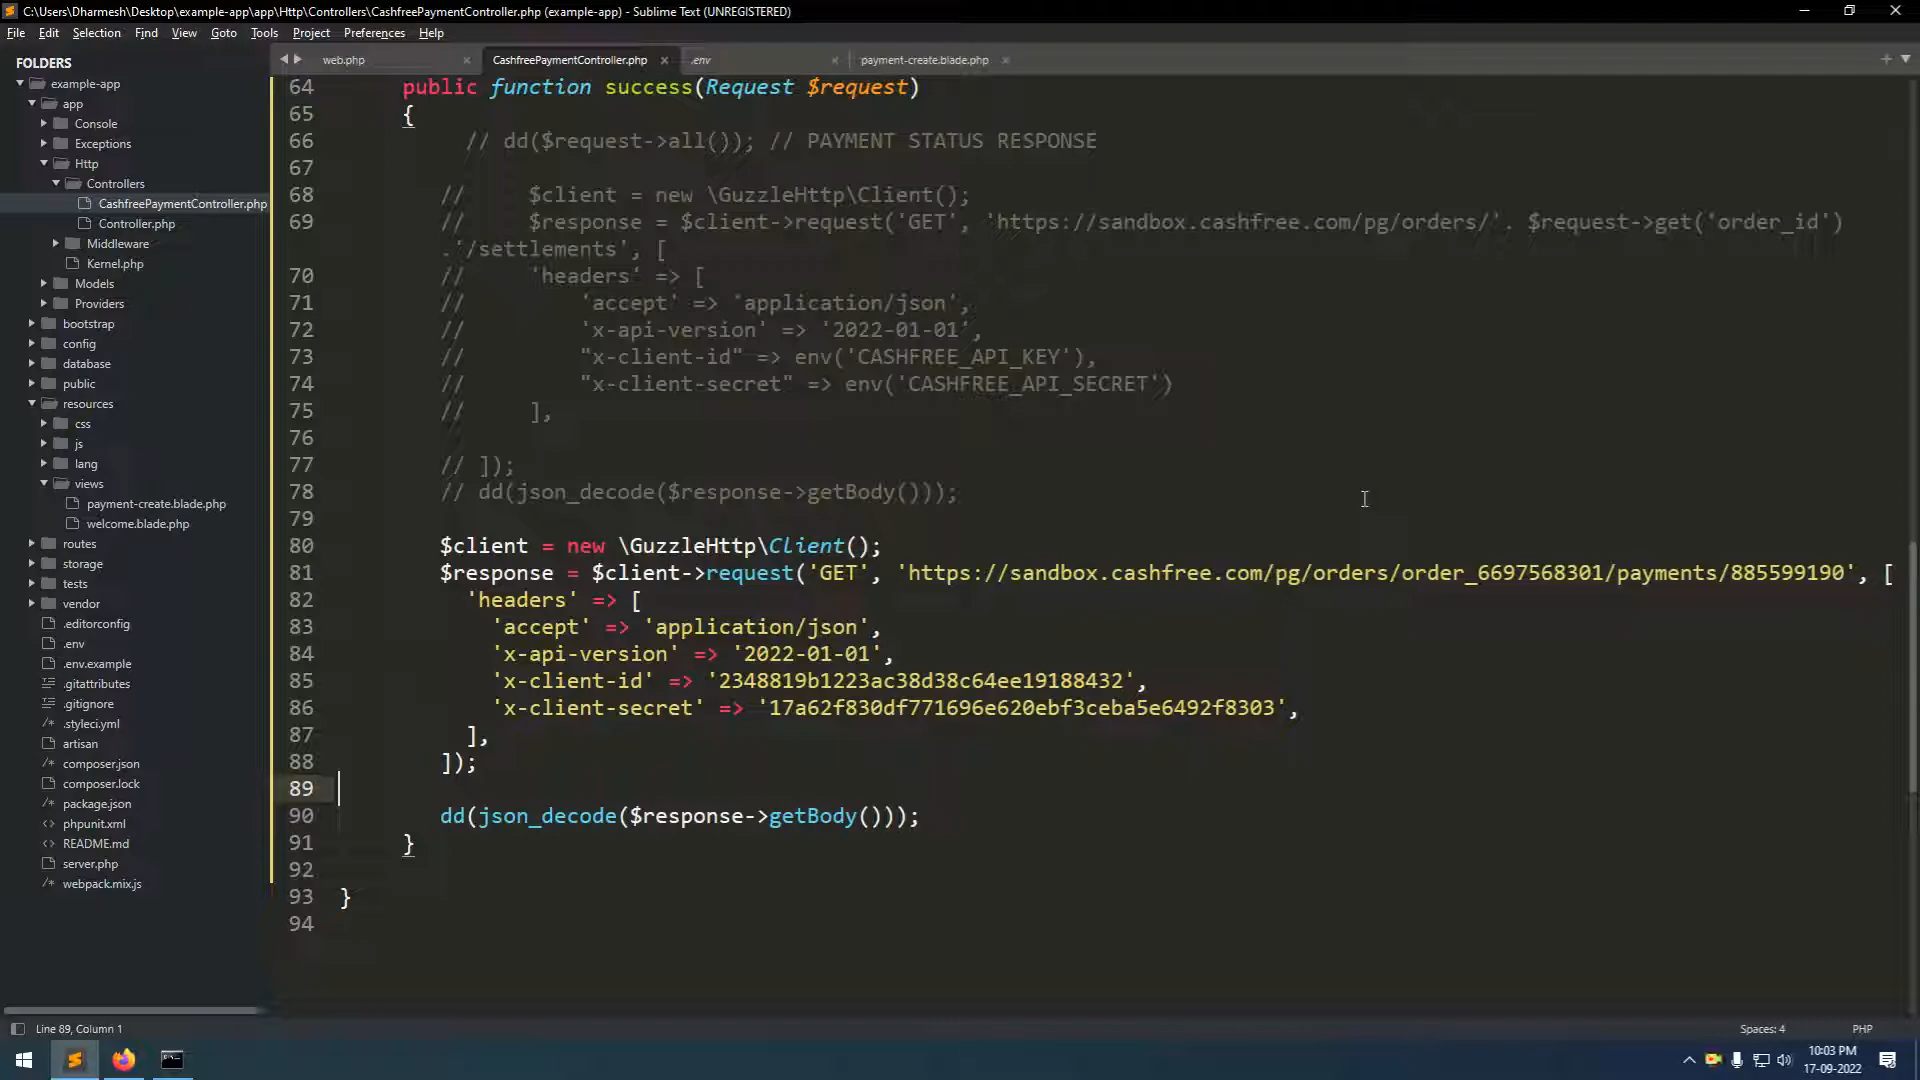 C:\Users\Dharmesh\Desktop\example-app\app\Http\Controllers\CashfreePaymentController.php (example-app) - Sublime Text (UNREGISTERED)
File Edit Selection Find View Goto Tools Project Preferences Help
FOLDERS
example-app
app
Console
Exceptions
Http
Controllers
CashfreePaymentController.php
Controller.php
Middleware
Kernel.php
Models
Providers
bootstrap
config
database
public
resources
css
js
lang
views
payment-create.blade.php
welcome.blade.php
routes
storage
tests
vendor
.editorconfig
.env
.env.example
.gitattributes
.gitignore
.styleci.yml
artisan
composer.json
composer.lock
package.json
phpunit.xml
README.md
server.php
webpack.mix.js
web.php CashfreePaymentController.php .env payment-create.blade.php
64 public function success(Request $request)
65 {
66 // dd($request->all()); // PAYMENT STATUS RESPONSE
67
68 // $client = new \GuzzleHttp\Client();
69 // $response = $client->request('GET', 'https://sandbox.cashfree.com/pg/orders/'. $request->get('order_id')
.'/settlements', [
70 // 'headers' => [
71 // 'accept' => 'application/json',
72 // 'x-api-version' => '2022-01-01',
73 // "x-client-id" => env('CASHFREE_API_KEY'),
74 // "x-client-secret" => env('CASHFREE_API_SECRET')
75 // ],
76 //
77 // ]);
78 // dd(json_decode($response->getBody()));
79
80 $client = new \GuzzleHttp\Client();
81 $response = $client->request('GET', 'https://sandbox.cashfree.com/pg/orders/order_6697568301/payments/885599190', [
82 'headers' => [
83 'accept' => 'application/json',
84 'x-api-version' => '2022-01-01',
85 'x-client-id' => '2348819b1223ac38d38c64ee19188432',
86 'x-client-secret' => '17a62f830df771696e620ebf3ceba5e6492f8303',
87 ],
88 ]);
89
90 dd(json_decode($response->getBody()));
91 }
92
93 }
94
Line 89, Column 1
Spaces: 4 PHP
10:03 PM
17-09-2022